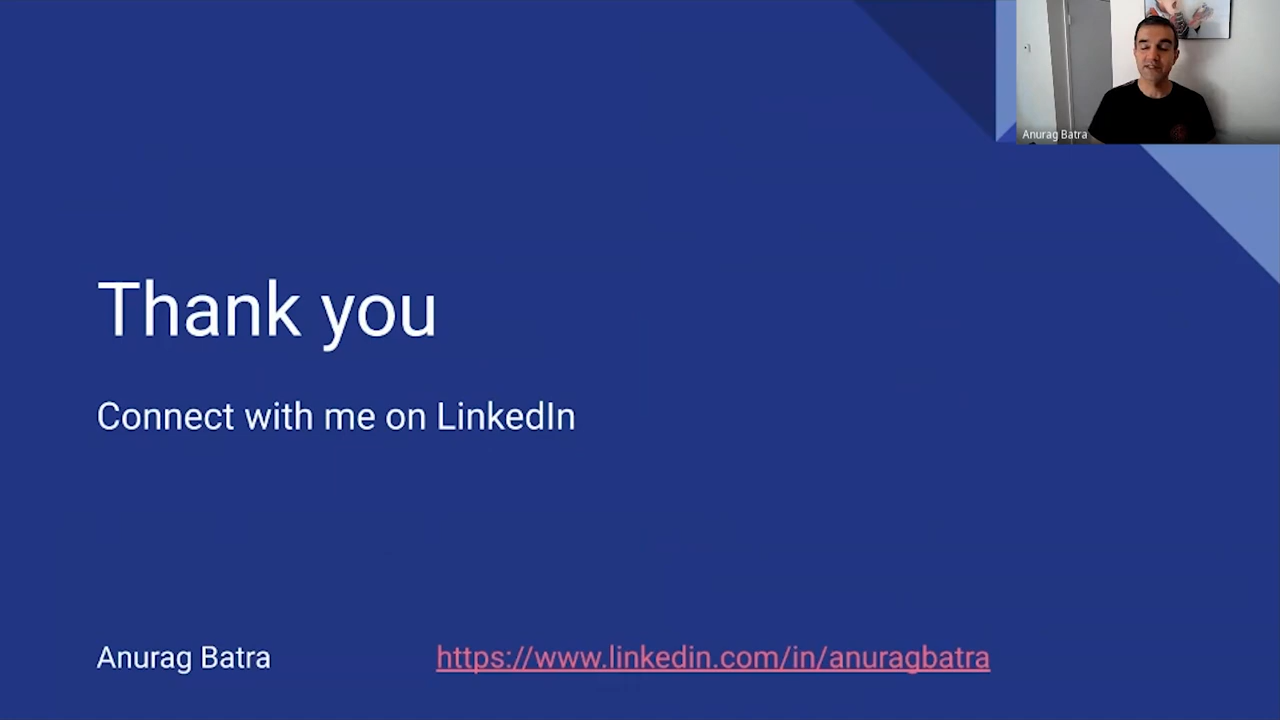 Anurag Batra
Thank you
Connect with me on LinkedIn
Anurag Batra
https://www.linkedin.com/in/anuragbatra